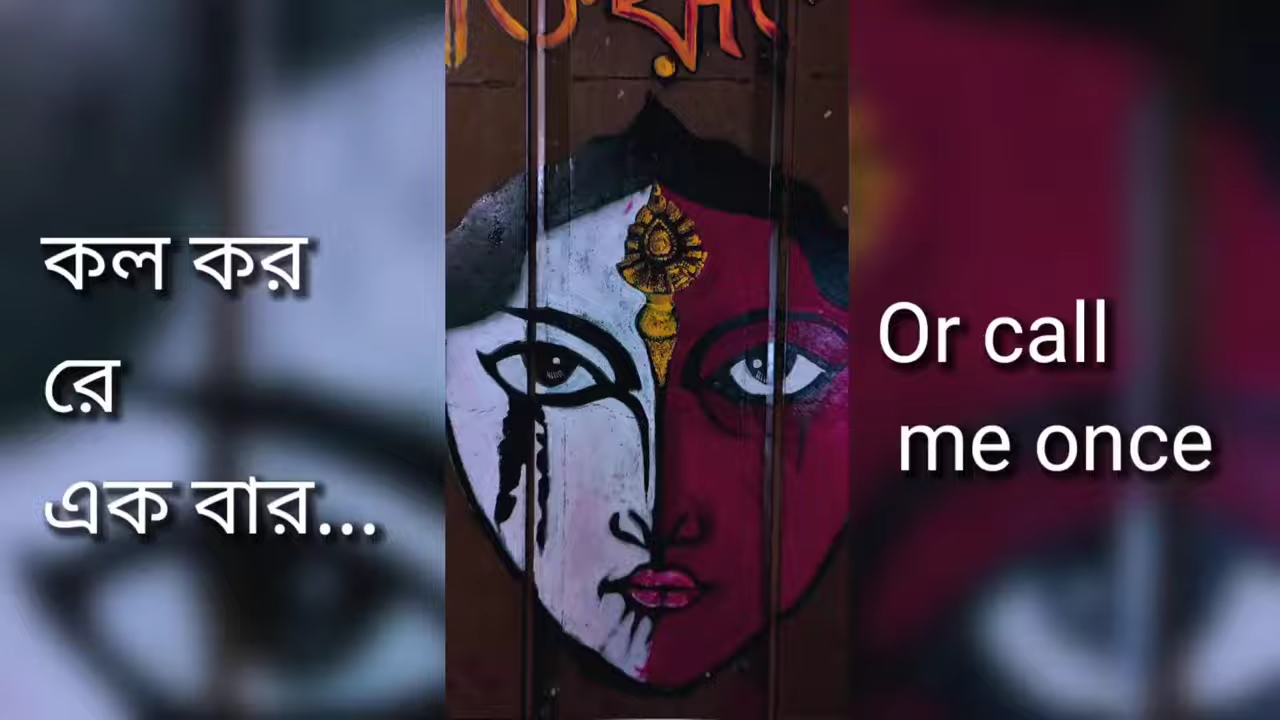 কল কর
রে
এক বার...
Or call
me once